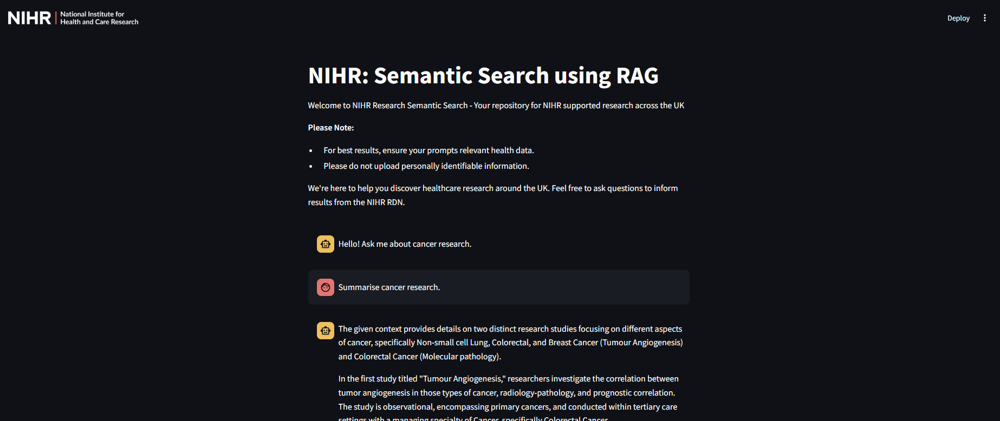 NIHR | National Institute for
Health and Care Research
Deploy
NIHR: Semantic Search using RAG
Welcome to NIHR Research Semantic Search - Your repository for NIHR supported research across the UK
Please Note:
• For best results, ensure your prompts relevant health data.
• Please do not upload personally identifiable information.
We're here to help you discover healthcare research around the UK. Feel free to ask questions to inform
results from the NIHR RDN.
Hello! Ask me about cancer research.
Summarise cancer research.
The given context provides details on two distinct research studies focusing on different aspects
of cancer, specifically Non-small cell Lung, Colorectal, and Breast Cancer (Tumour Angiogenesis)
and Colorectal Cancer (Molecular pathology).
In the first study titled "Tumour Angiogenesis," researchers investigate the correlation between
tumor angiogenesis in those types of cancer, radiology-pathology, and prognostic correlation.
The study is observational, encompassing primary cancers, and conducted within tertiary care
settings with a managing specialty of Cancer, specifically Colorectal Cancer.